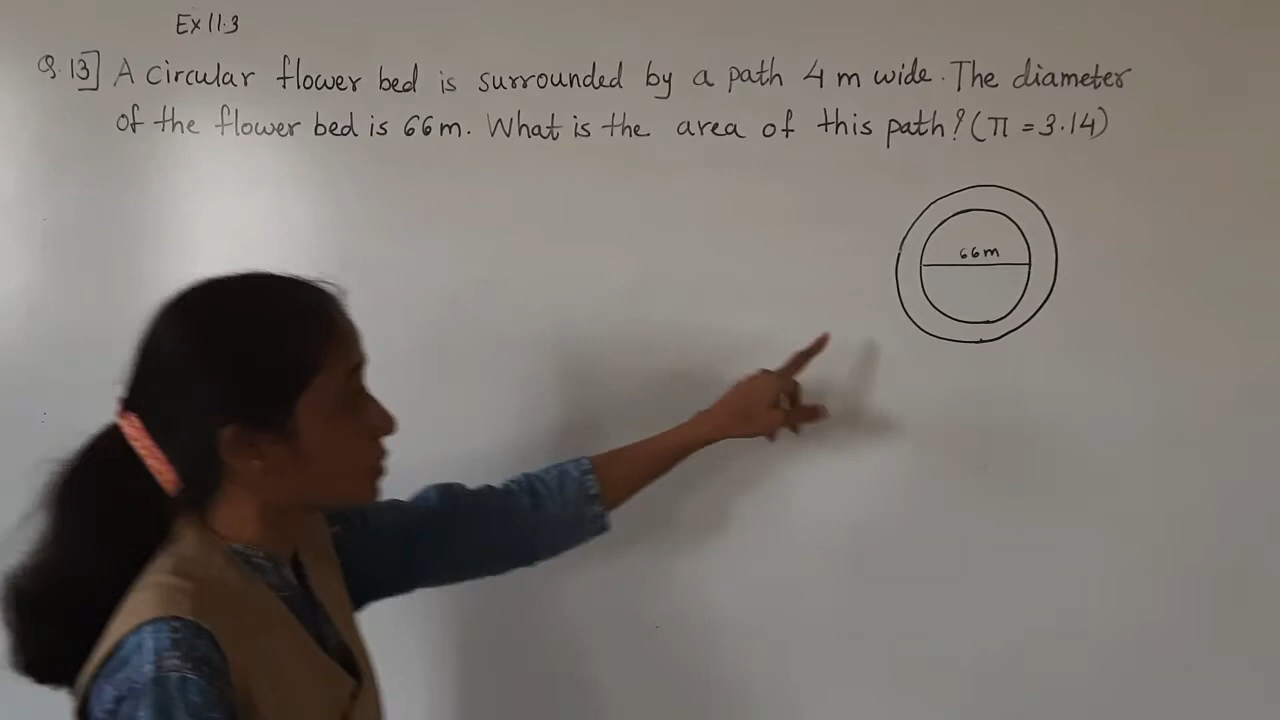 Ex 11.3
Q.13] A circular flower bed is surrounded by a path 4 m wide. The diameter
of the flower bed is 66m. What is the area of this path? (π = 3.14)
66m